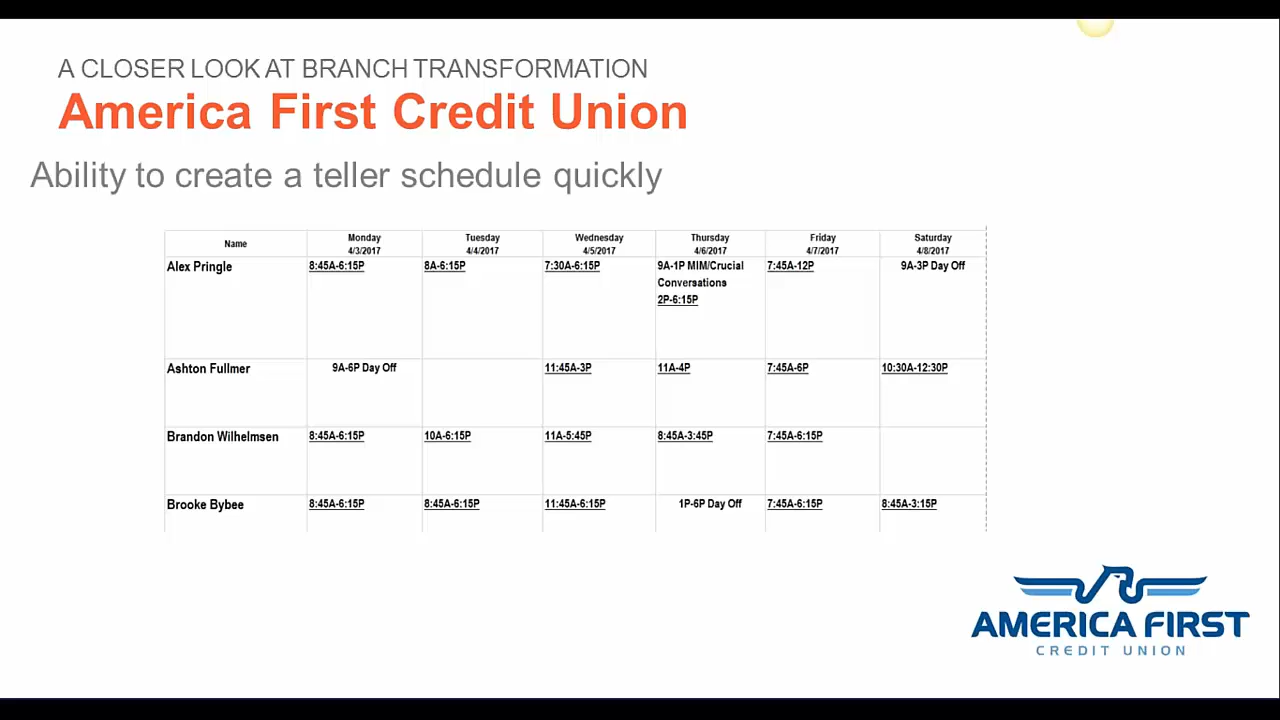 A CLOSER LOOK AT BRANCH TRANSFORMATION
America First Credit Union
Ability to create a teller schedule quickly
Name Monday Tuesday Wednesday Thursday Friday Saturday
4/3/2017 4/4/2017 4/5/2017 4/6/2017 4/7/2017 4/8/2017
Alex Pringle 8:45A-6:15P 8A-6:15P 7:30A-6:15P 9A-1P MIM/Crucial 7:45A-12P 9A-3P Day Off
Conversations
2P-6:15P
Ashton Fullmer 9A-6P Day Off 11:45A-3P 11A-4P 7:45A-6P 10:30A-12:30P
Brandon Wilhelmsen 8:45A-6:15P 10A-6:15P 11A-5:45P 8:45A-3:45P 7:45A-6:15P
Brooke Bybee 8:45A-6:15P 8:45A-6:15P 11:45A-6:15P 1P-6P Day Off 7:45A-6:15P 8:45A-3:15P
AMERICA FIRST
CREDIT UNION